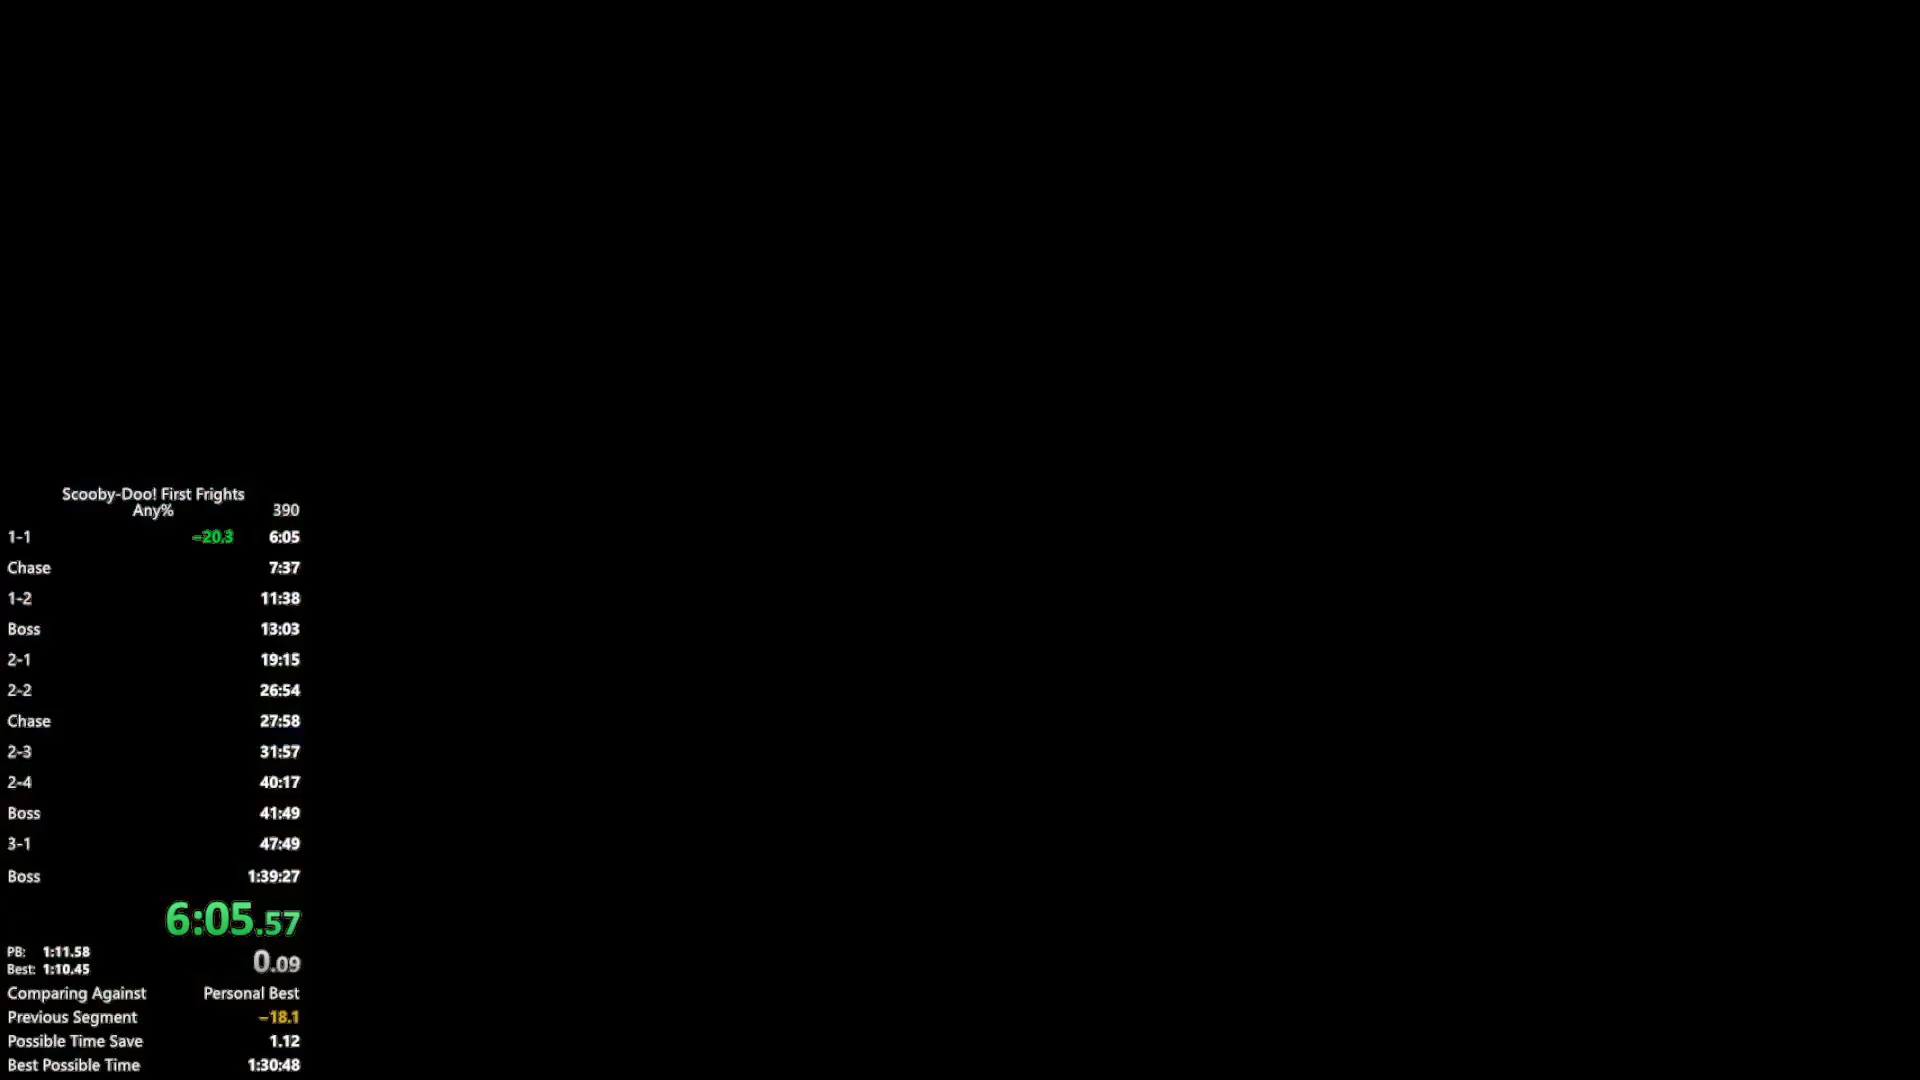 Scooby-Doo! First Frights
Any% 390
1-1 -20.3 6:05
Chase 7:37
1-2 11:38
Boss 13:03
2-1 19:15
2-2 26:54
Chase 27:58
2-3 31:57
2-4 40:17
Boss 41:49
3-1 47:49
Boss 1:39:27
6:05.57
PB: 1:11.58
0.09
Best: 1:10.45
Comparing Against Personal Best
Previous Segment -18.1
Possible Time Save 1.12
Best Possible Time 1:30:48